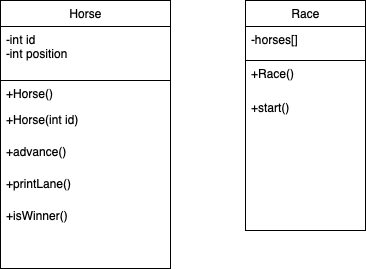 Horse
-int id
-int position
+Horse()
+Horse(int id)
+advance()
+printLane()
+isWinner()
Race
-horses[]
+Race()
+start()